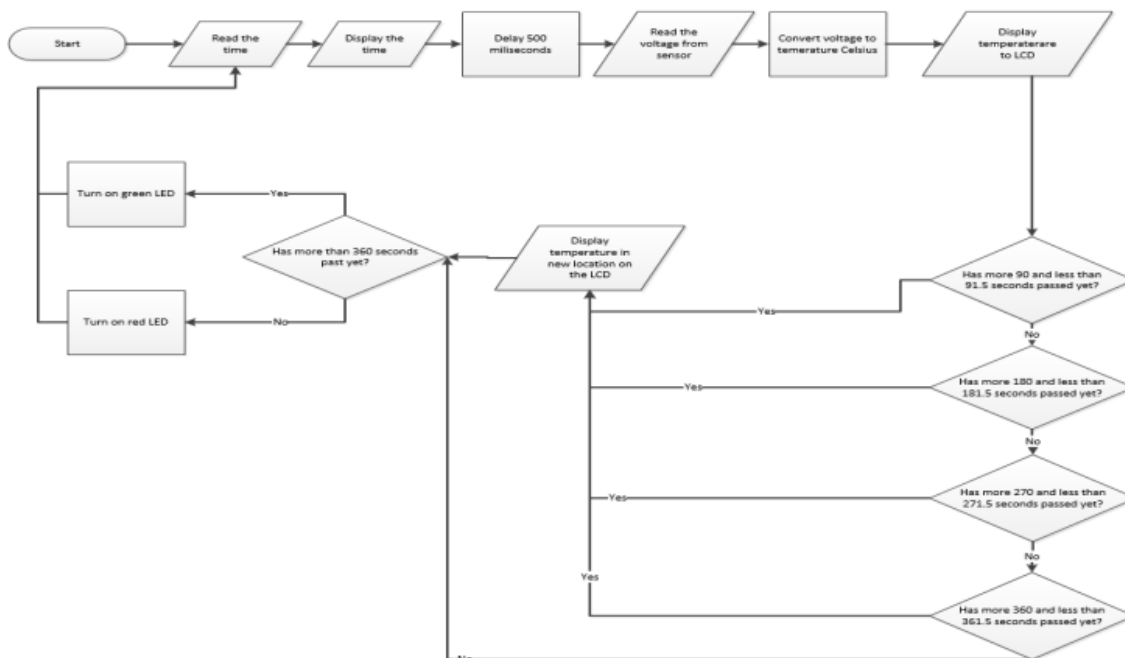 Start
Read the
time
Display the
time
Delay 500
miliseconds
Read the
voltage from
sensor
Convert voltage to
temerature Celsius
Display
temperaterare
to LCD
Turn on green LED
Yes
Has more than 360 seconds
past yet?
Display
temperature in
new location on
the LCD
Has more 90 and less than
91.5 seconds passed yet?
Yes
Turn on red LED
No
No
Has more 180 and less than
181.5 seconds passed yet?
Yes
No
Has more 270 and less than
271.5 seconds passed yet?
Yes
No
Yes
Has more 360 and less than
361.5 seconds passed yet?
No